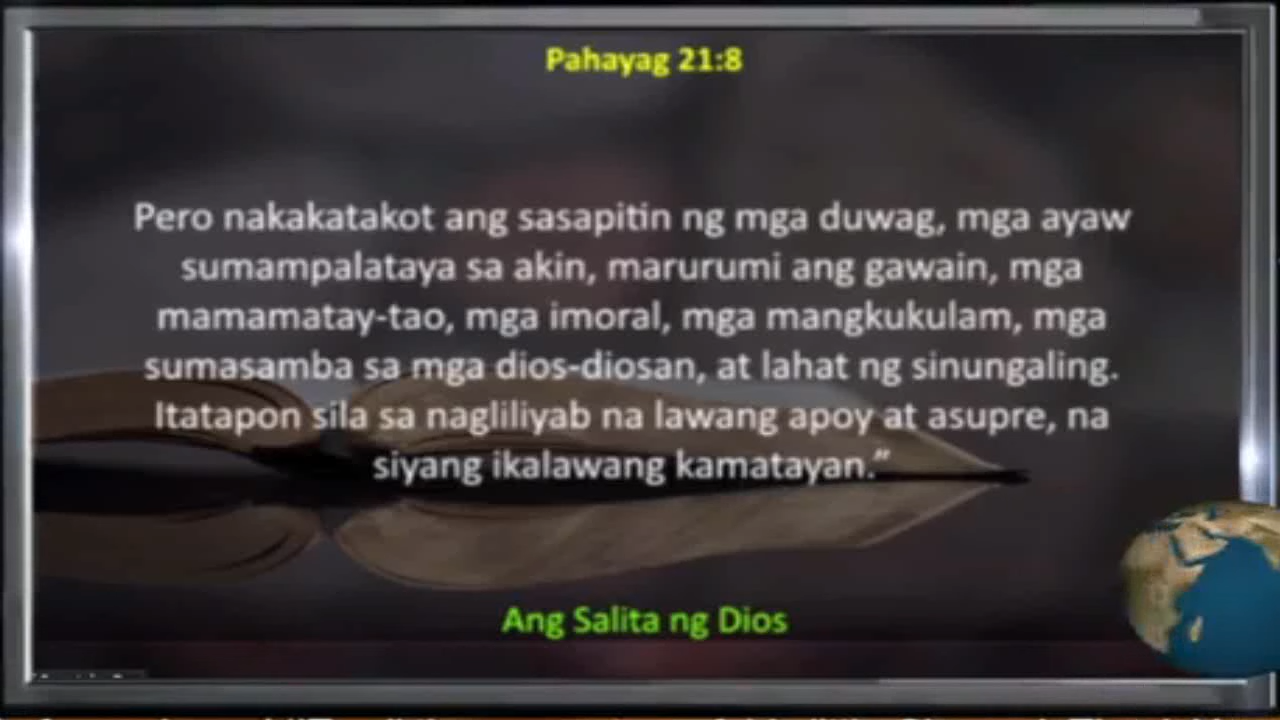 Pahayag 21:8
Pero nakakatakot ang sasapitin ng mga duwag, mga ayaw
sumampalataya sa akin, marurumi ang gawain, mga
mamamatay-tao, mga imoral, mga mangkukulam, mga
sumasamba sa mga dios-diosan, at lahat ng sinungaling.
Itatapon sila sa nagliliyab na lawang apoy at asupre, na
siyang ikalawang kamatayan.”
Ang Salita ng Dios